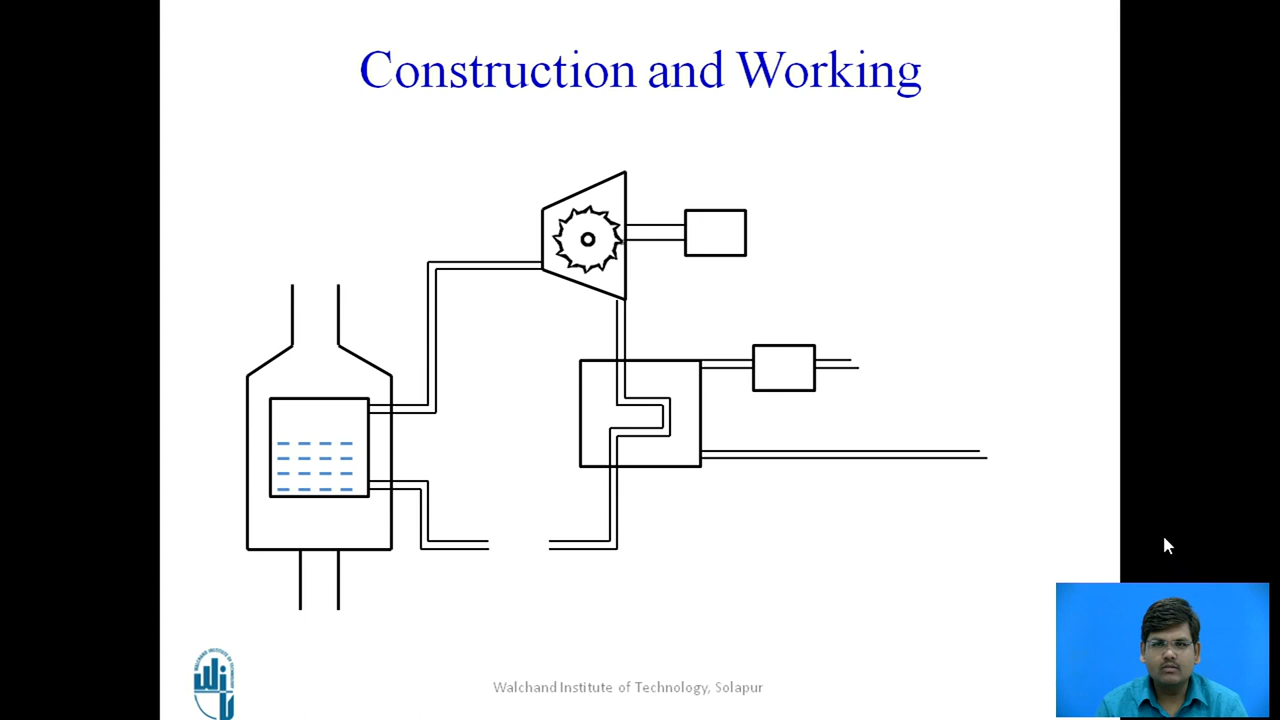 Construction and Working
Walchand Institute of Technology, Solapur